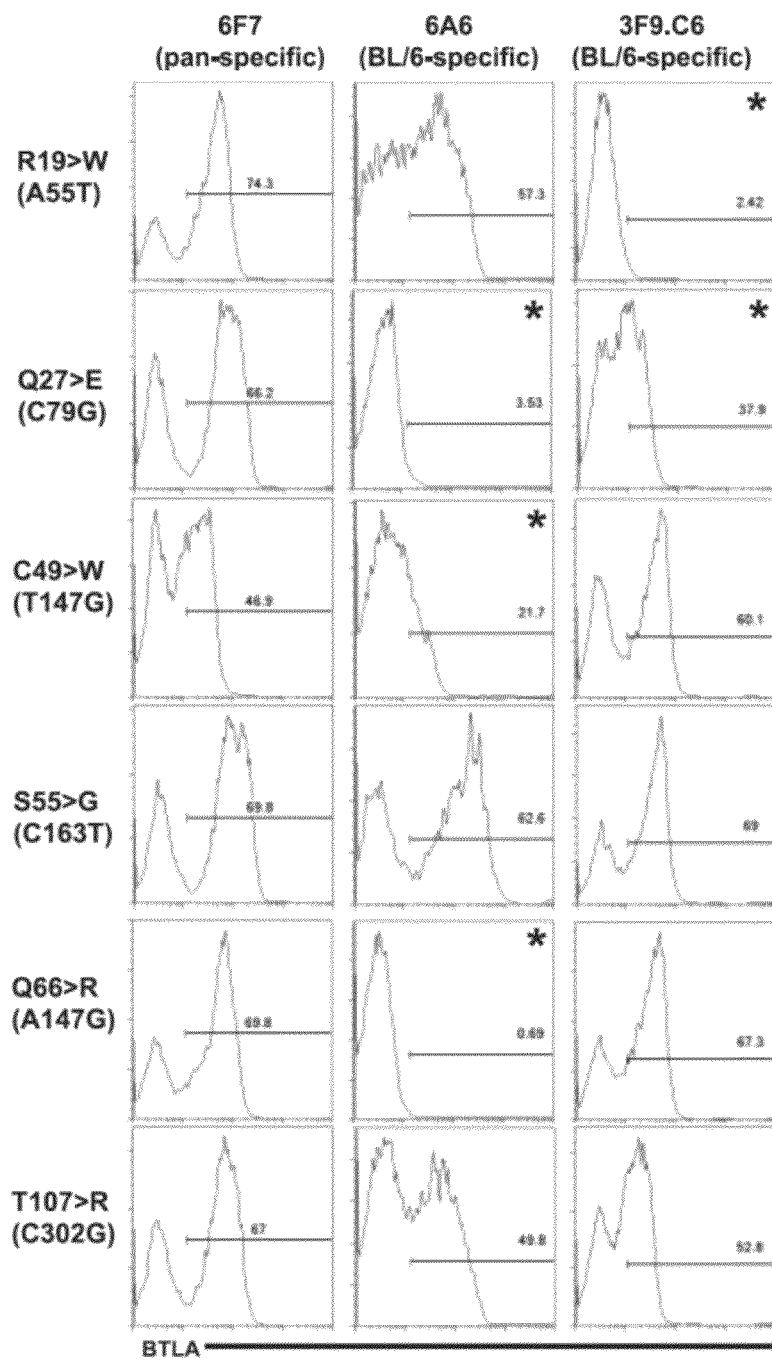 6F7 6A6 3F9.C6
(pan-specific) (BL/6-specific) (BL/6-specific)
R19>W
(A55T)
74.3 57.3 * 2.42
Q27>E
(C79G)
66.2 * 3.53 * 37.9
C49>W
(T147G)
46.9 * 21.7 60.1
S55>G
(C163T)
69.8 62.6 69
Q66>R
(A147G)
69.8 * 0.69 67.3
T107>R
(C302G)
67 49.8 52.8
BTLA